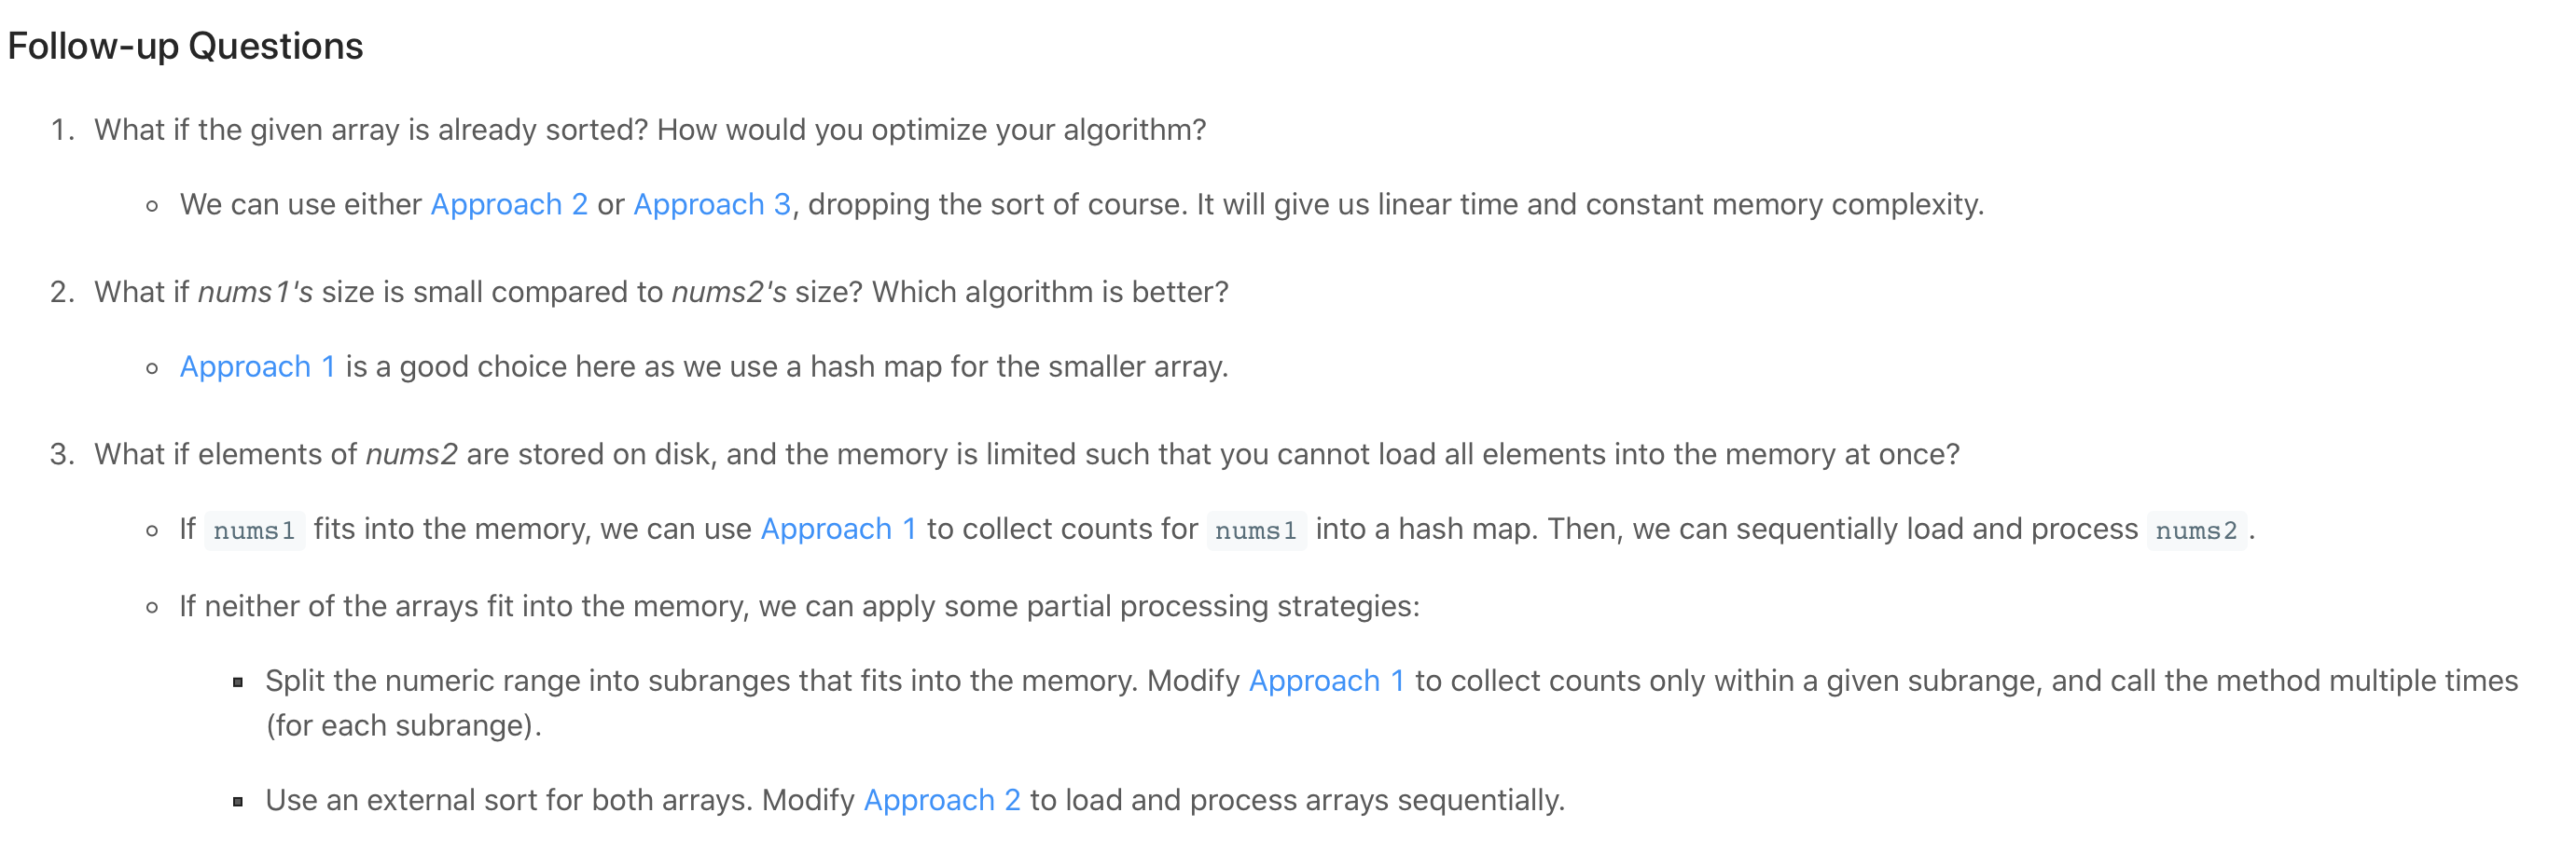 Follow-up Questions
1. What if the given array is already sorted? How would you optimize your algorithm?
We can use either Approach 2 or Approach 3, dropping the sort of course. It will give us linear time and constant memory complexity.
2. What if nums1's size is small compared to nums2's size? Which algorithm is better?
Approach 1 is a good choice here as we use a hash map for the smaller array.
3. What if elements of nums2 are stored on disk, and the memory is limited such that you cannot load all elements into the memory at once?
If nums1 fits into the memory, we can use Approach 1 to collect counts for nums1 into a hash map. Then, we can sequentially load and process nums2.
If neither of the arrays fit into the memory, we can apply some partial processing strategies:
Split the numeric range into subranges that fits into the memory. Modify Approach 1 to collect counts only within a given subrange, and call the method multiple times
(for each subrange).
Use an external sort for both arrays. Modify Approach 2 to load and process arrays sequentially.